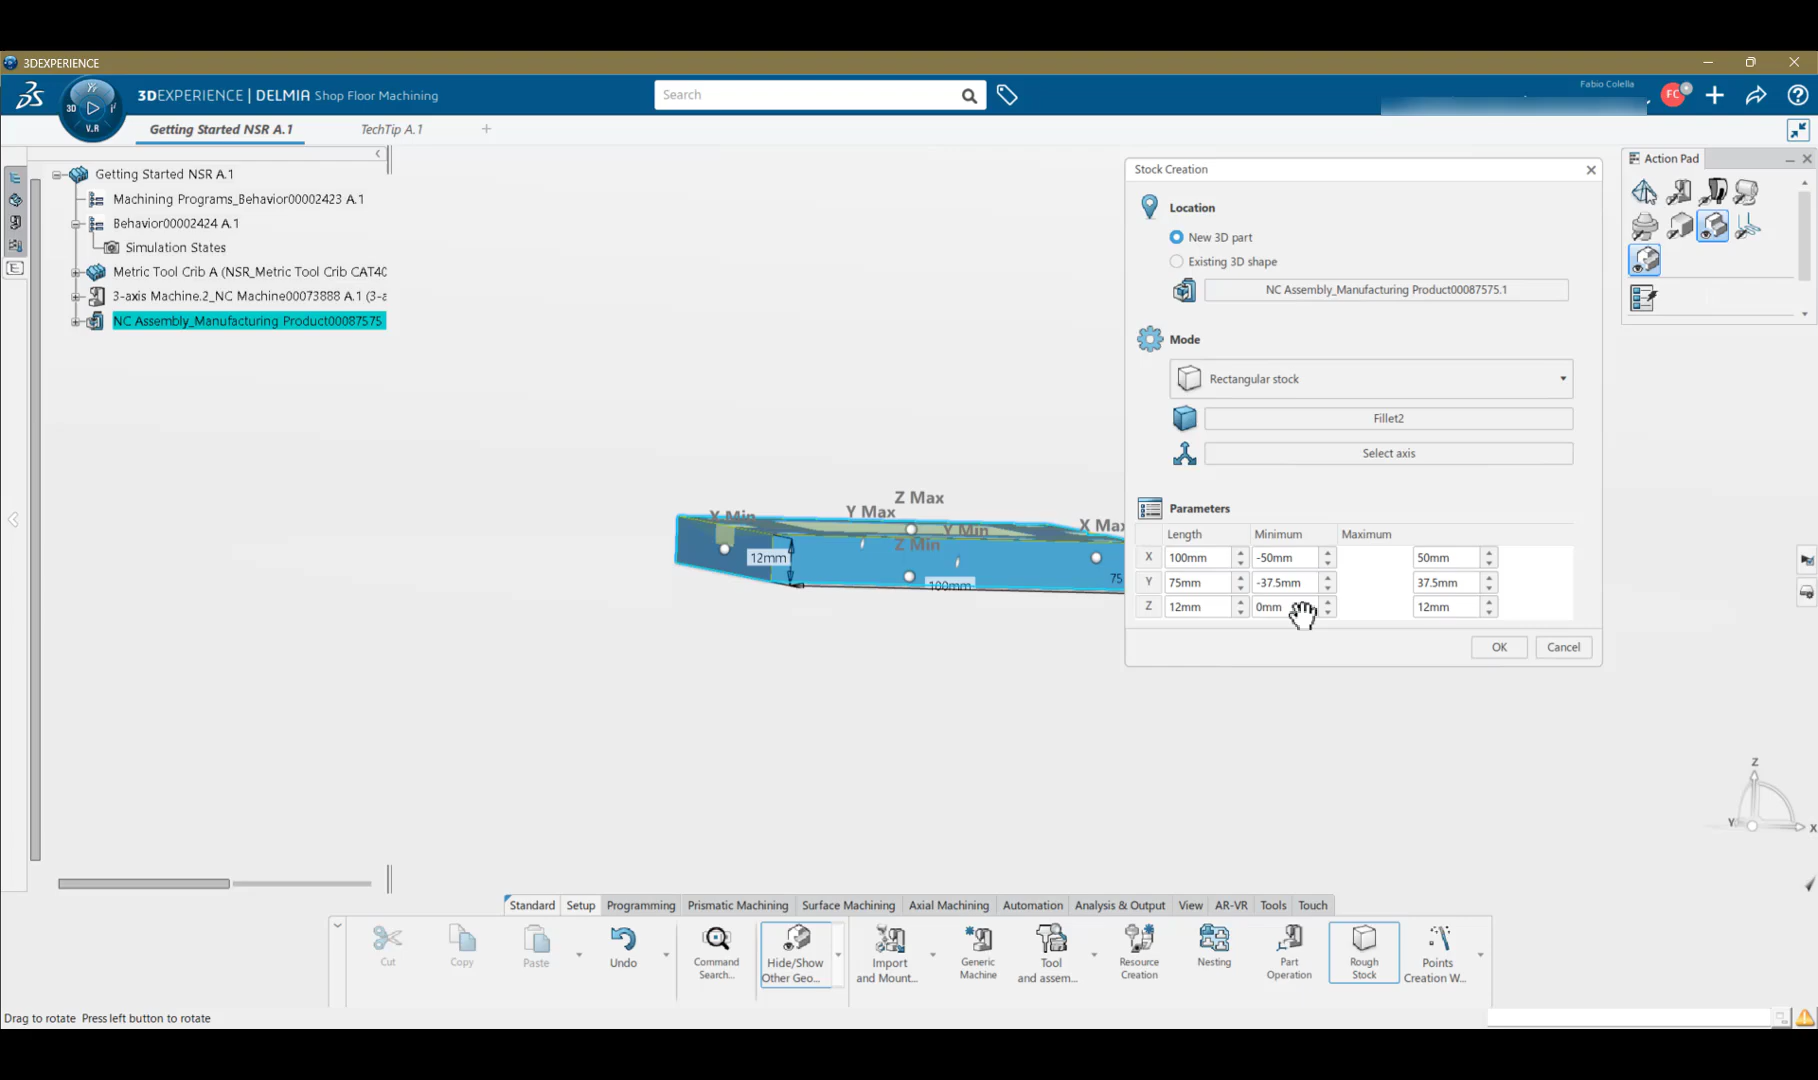 3DEXPERIENCE
3DEXPERIENCE | DELMIA Shop Floor Machining
Search
Fabio Colella
FC
3D
V.R
Getting Started NSR A.1
TechTip A.1
Getting Started NSR A.1
Machining Programs_Behavior00002423 A.1
Behavior00002424 A.1
Simulation States
Metric Tool Crib A (NSR_Metric Tool Crib CAT4
3-axis Machine.2_NC Machine00073888 A.1 (3-a
NC Assembly_Manufacturing Product00087575
Action Pad
Stock Creation
Location
New 3D part
Existing 3D shape
NC Assembly_Manufacturing Product00087575.1
Mode
Rectangular stock
Fillet2
Select axis
Parameters
Length Minimum Maximum
X 100mm -50mm 50mm
Y 75mm -37.5mm 37.5mm
Z 12mm 0mm 12mm
OK Cancel
Z Max
X Min Y Max Y Min X Max
Z Min
12mm
100mm
75
Z
Y X
Standard Setup Programming Prismatic Machining Surface Machining Axial Machining Automation Analysis & Output View AR-VR Tools Touch
Cut
Copy
Paste
Undo
Command
Search...
Hide/Show
Other Geo...
Import
and Mount...
Generic
Machine
Tool
and assem...
Resource
Creation
Nesting
Part
Operation
Rough
Stock
Points
Creation W...
Drag to rotate Press left button to rotate